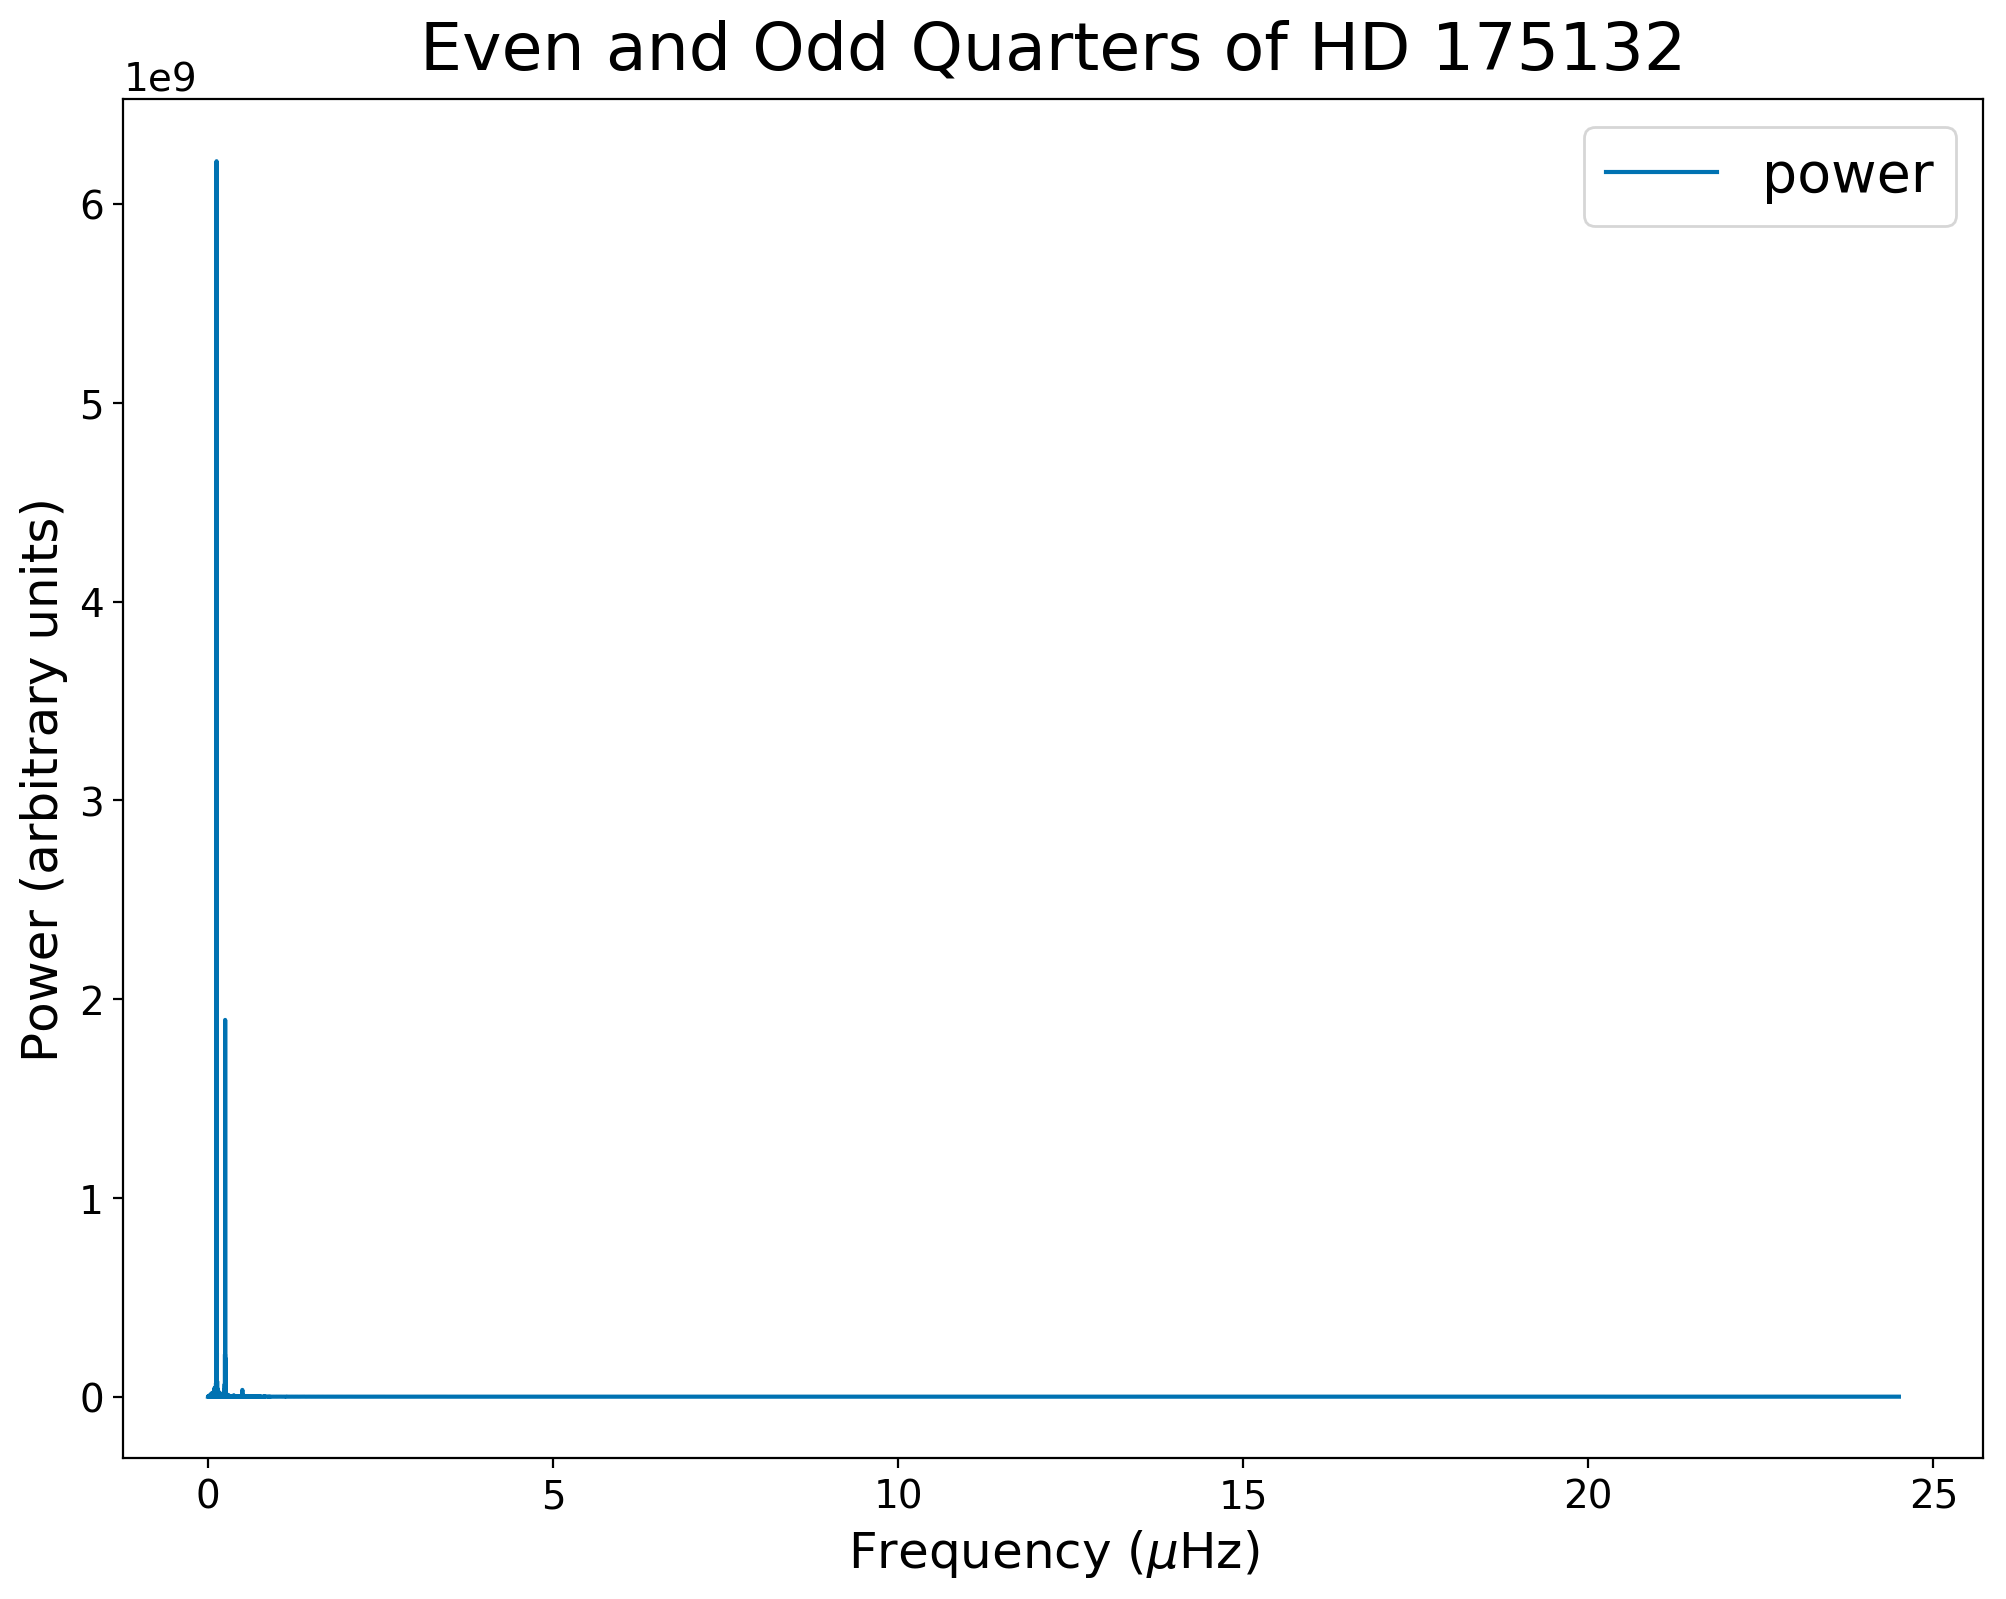 Even and Odd Quarters of HD 175132
1e9
power
6
5
4
3
2
1
0
Power (arbitrary units)
0 5 10 15 20 25
Frequency (μHz)